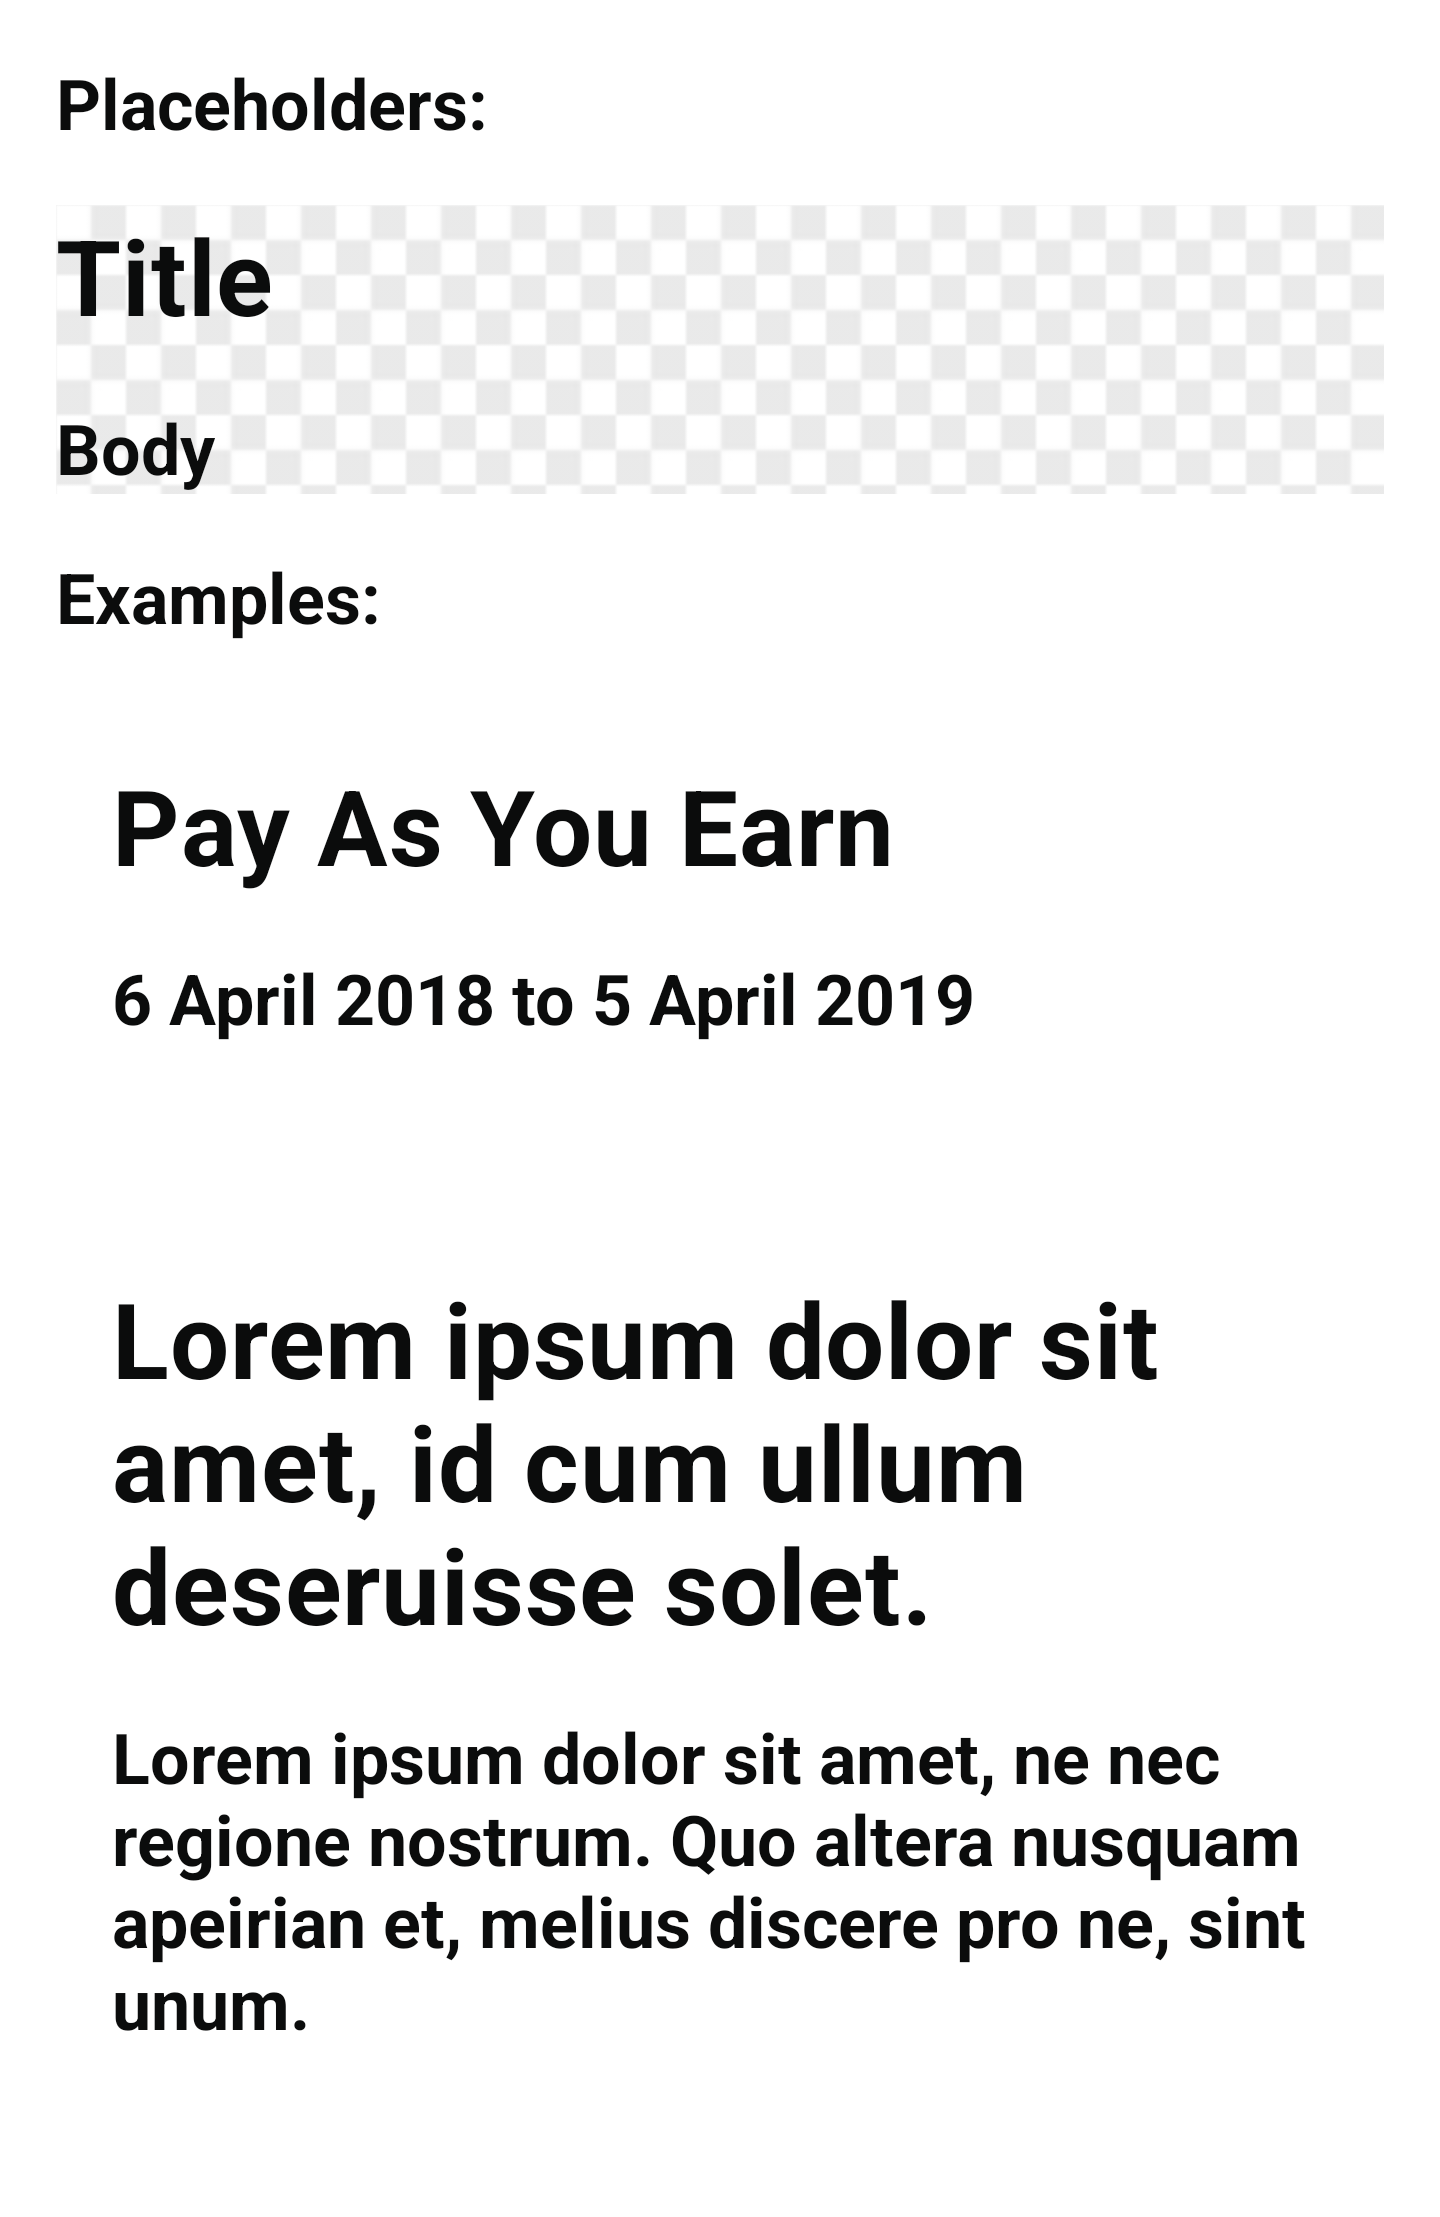 Placeholders:
Title
Body
Examples:
Pay As You Earn
6 April 2018 to 5 April 2019
Lorem ipsum dolor sit
amet, id cum ullum
deseruisse solet.
Lorem ipsum dolor sit amet, ne nec
regione nostrum. Quo altera nusquam
apeirian et, melius discere pro ne, sint
unum.